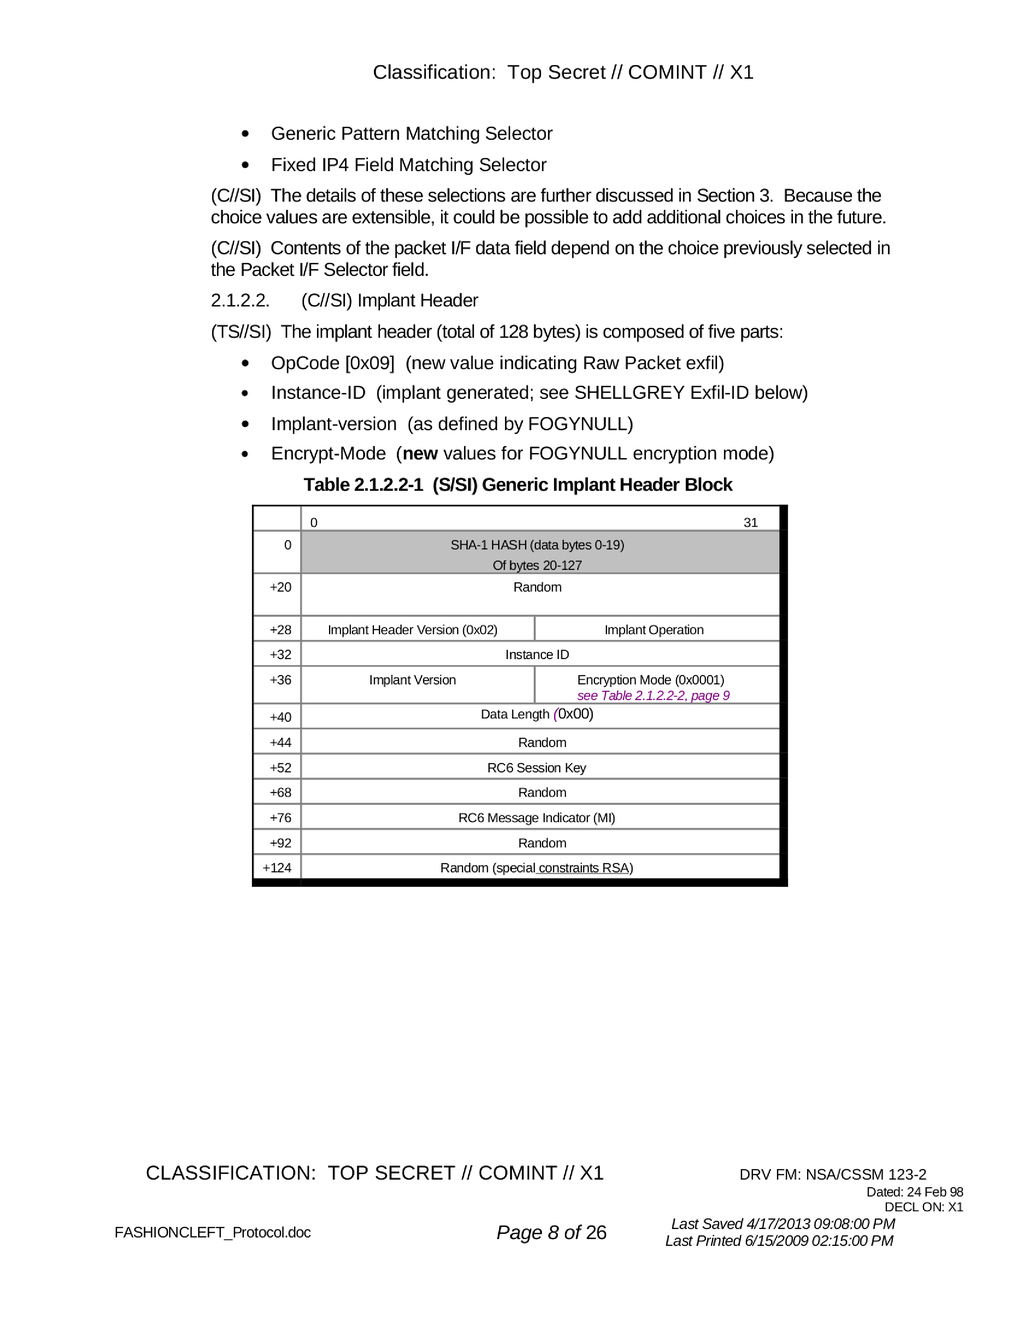 Classification: Top Secret // COMINT // X1
• Generic Pattern Matching Selector
• Fixed IP4 Field Matching Selector
(C//SI) The details of these selections are further discussed in Section 3. Because the
choice values are extensible, it could be possible to add additional choices in the future.
(C//SI) Contents of the packet I/F data field depend on the choice previously selected in
the Packet I/F Selector field.
2.1.2.2. (C//SI) Implant Header
(TS//SI) The implant header (total of 128 bytes) is composed of five parts:
• OpCode [0x09] (new value indicating Raw Packet exfil)
• Instance-ID (implant generated; see SHELLGREY Exfil-ID below)
• Implant-version (as defined by FOGYNULL)
• Encrypt-Mode (new values for FOGYNULL encryption mode)
Table 2.1.2.2-1 (S/SI) Generic Implant Header Block
0 31
0 SHA-1 HASH (data bytes 0-19)
Of bytes 20-127
+20 Random
+28 Implant Header Version (0x02) Implant Operation
+32 Instance ID
+36 Implant Version Encryption Mode (0x0001)
see Table 2.1.2.2-2, page 9
+40 Data Length (0x00)
+44 Random
+52 RC6 Session Key
+68 Random
+76 RC6 Message Indicator (MI)
+92 Random
+124 Random (special constraints RSA)
CLASSIFICATION: TOP SECRET // COMINT // X1 DRV FM: NSA/CSSM 123-2
Dated: 24 Feb 98
DECL ON: X1
FASHIONCLEFT_Protocol.doc Page 8 of 26 Last Saved 4/17/2013 09:08:00 PM
Last Printed 6/15/2009 02:15:00 PM